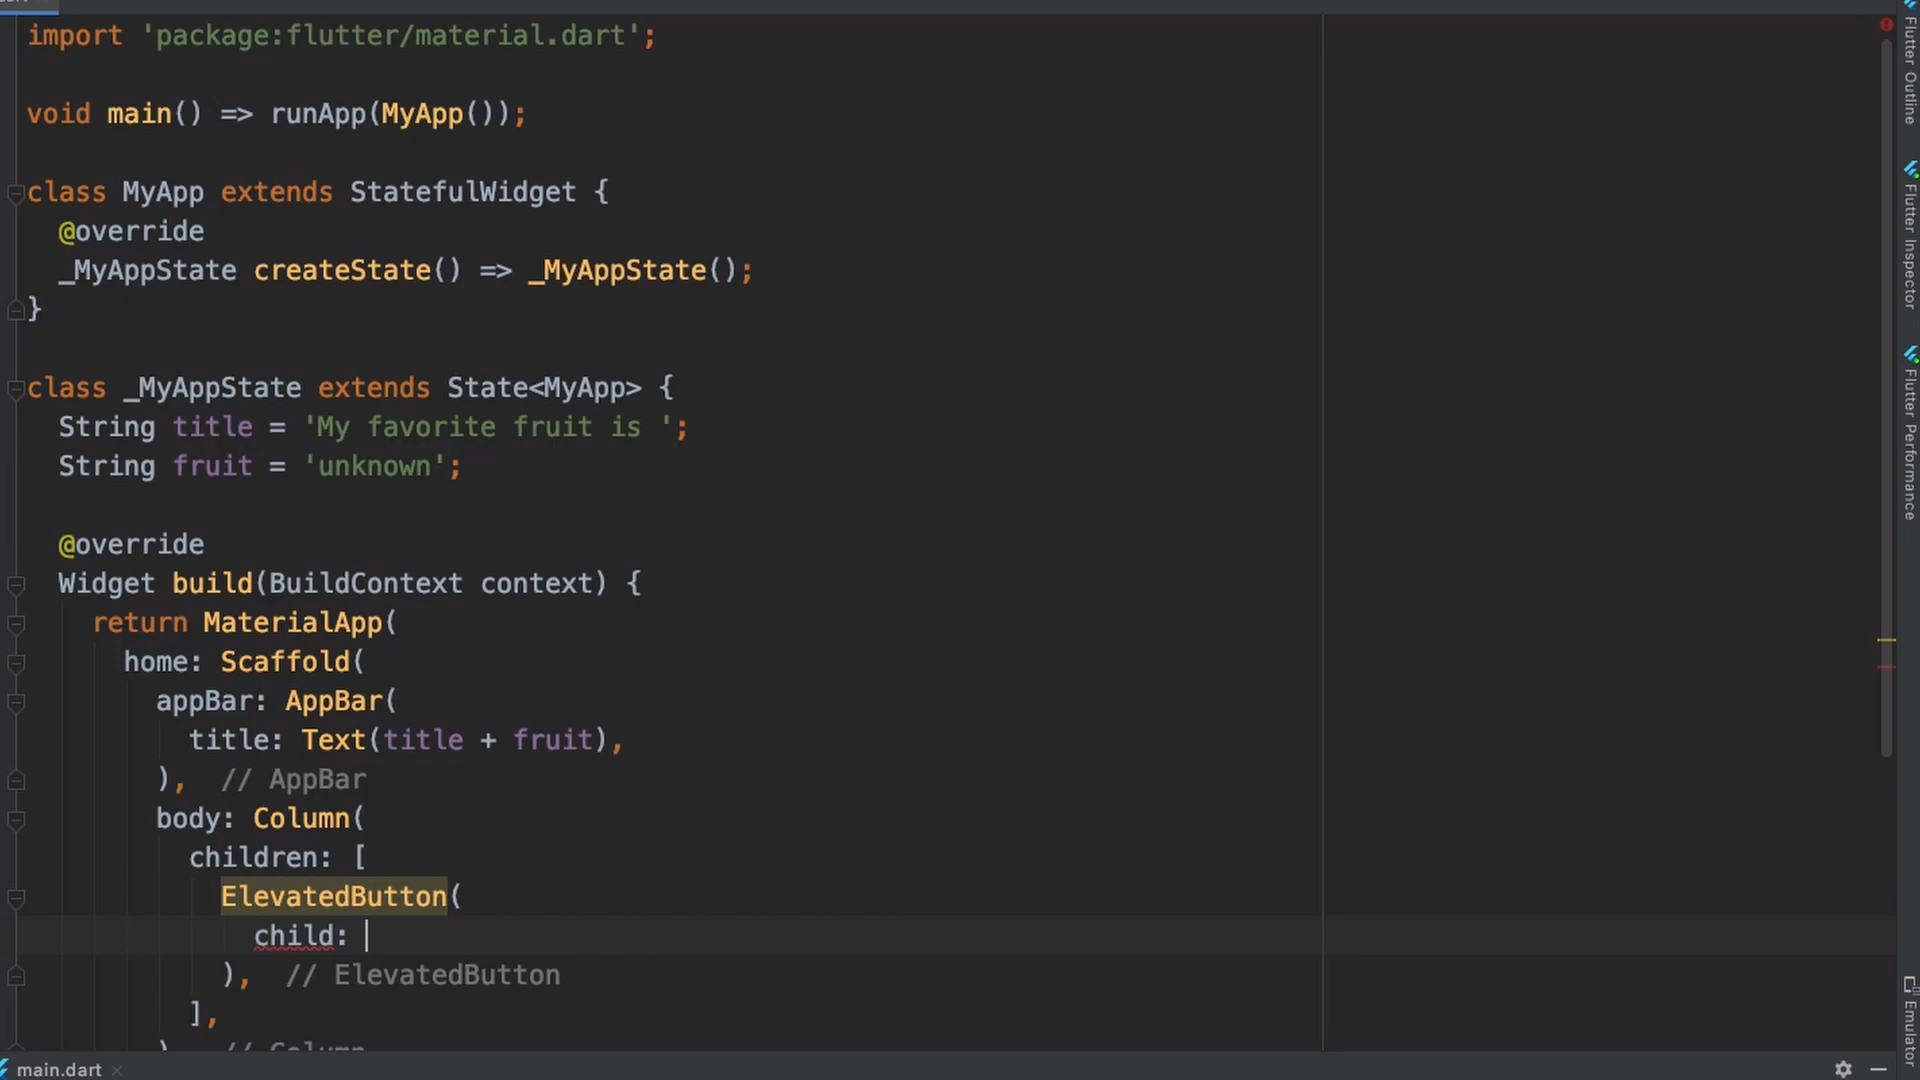 import 'package:flutter/material.dart';
void main() => runApp(MyApp());
class MyApp extends StatefulWidget {
@override
_MyAppState createState() => _MyAppState();
}
class _MyAppState extends State<MyApp> {
String title = 'My favorite fruit is ';
String fruit = 'unknown';
@override
Widget build(BuildContext context) {
return MaterialApp(
home: Scaffold(
appBar: AppBar(
title: Text(title + fruit),
), // AppBar
body: Column(
children: [
ElevatedButton(
child:
), // ElevatedButton
],
) // Column
main.dart
Flutter Outline
Flutter Inspector
Flutter Performance
Emulator